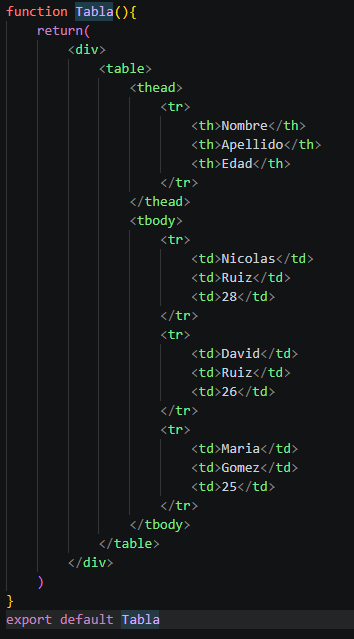 function Tabla(){
    return(
        <div>
            <table>
                <thead>
                    <tr>
                        <th>Nombre</th>
                        <th>Apellido</th>
                        <th>Edad</th>
                    </tr>
                </thead>
                <tbody>
                    <tr>
                        <td>Nicolas</td>
                        <td>Ruiz</td>
                        <td>28</td>
                    </tr>
                    <tr>
                        <td>David</td>
                        <td>Ruiz</td>
                        <td>26</td>
                    </tr>
                    <tr>
                        <td>Maria</td>
                        <td>Gomez</td>
                        <td>25</td>
                    </tr>
                </tbody>
            </table>
        </div>
    )
}
export default Tabla